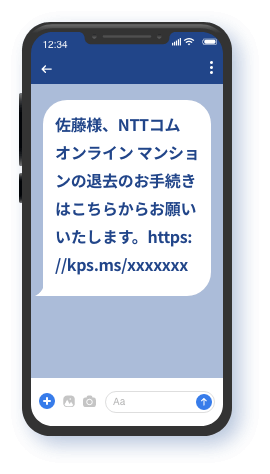 12:34
佐藤様、NTTコム
オンライン マンショ
ンの退去のお手続き
はこちらからお願い
いたします。https:
//kps.ms/xxxxxxx
Aa